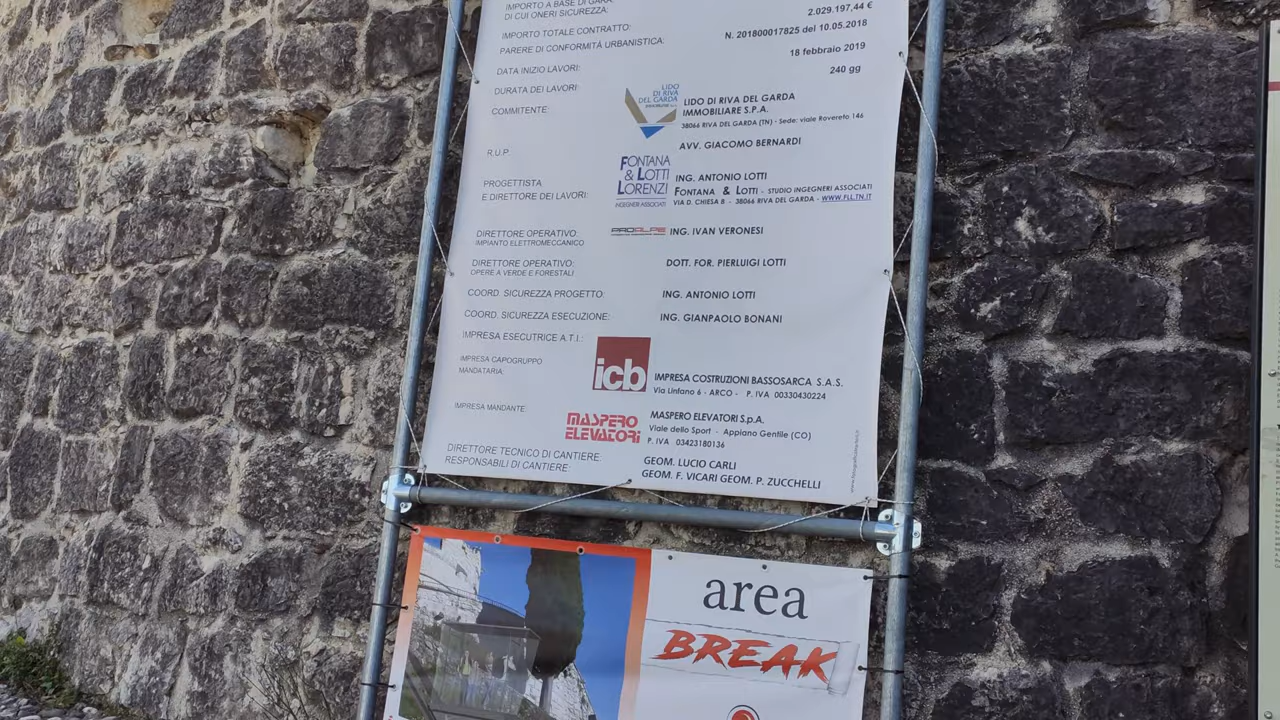 IMPORTO A BASE DI GARA:
DI CUI ONERI SICUREZZA:
IMPORTO TOTALE CONTRATTO: 2.029.197,44 €
PARERE DI CONFORMITÀ URBANISTICA: N. 201800017825 del 10.05.2018
DATA INIZIO LAVORI: 18 febbraio 2019
DURATA DEI LAVORI: 240 gg
COMMITENTE:
LIDO DI RIVA DEL GARDA
LIDO DI RIVA DEL GARDA
IMMOBILIARE S.P.A.
38066 RIVA DEL GARDA (TN) - Sede: viale Rovereto 146
R.U.P. AVV. GIACOMO BERNARDI
PROGETTISTA
E DIRETTORE DEI LAVORI:
FONTANA
& LOTTI
LORENZI
INGEGNERI ASSOCIATI
ING. ANTONIO LOTTI
FONTANA & LOTTI - STUDIO INGEGNERI ASSOCIATI
VIA D. CHIESA 8 - 38066 RIVA DEL GARDA - WWW.FLL.TN.IT
DIRETTORE OPERATIVO: PROALPE ING. IVAN VERONESI
IMPIANTO ELETTROMECCANICO
DIRETTORE OPERATIVO: DOTT. FOR. PIERLUIGI LOTTI
OPERE A VERDE E FORESTALI
COORD. SICUREZZA PROGETTO: ING. ANTONIO LOTTI
COORD. SICUREZZA ESECUZIONE: ING. GIANPAOLO BONANI
IMPRESA ESECUTRICE A.T.I.:
IMPRESA CAPOGRUPPO
MANDATARIA:
icb
IMPRESA COSTRUZIONI BASSOSARCA S.A.S.
Via Linfano 6 - ARCO - P. IVA 00330430224
IMPRESA MANDANTE
MASPERO
ELEVATORI
MASPERO ELEVATORI S.p.A.
Viale dello Sport - Appiano Gentile (CO)
P. IVA 03423180136
DIRETTORE TECNICO DI CANTIERE: GEOM. LUCIO CARLI
RESPONSABILI DI CANTIERE: GEOM. F. VICARI GEOM. P. ZUCCHELLI
area
BREAK